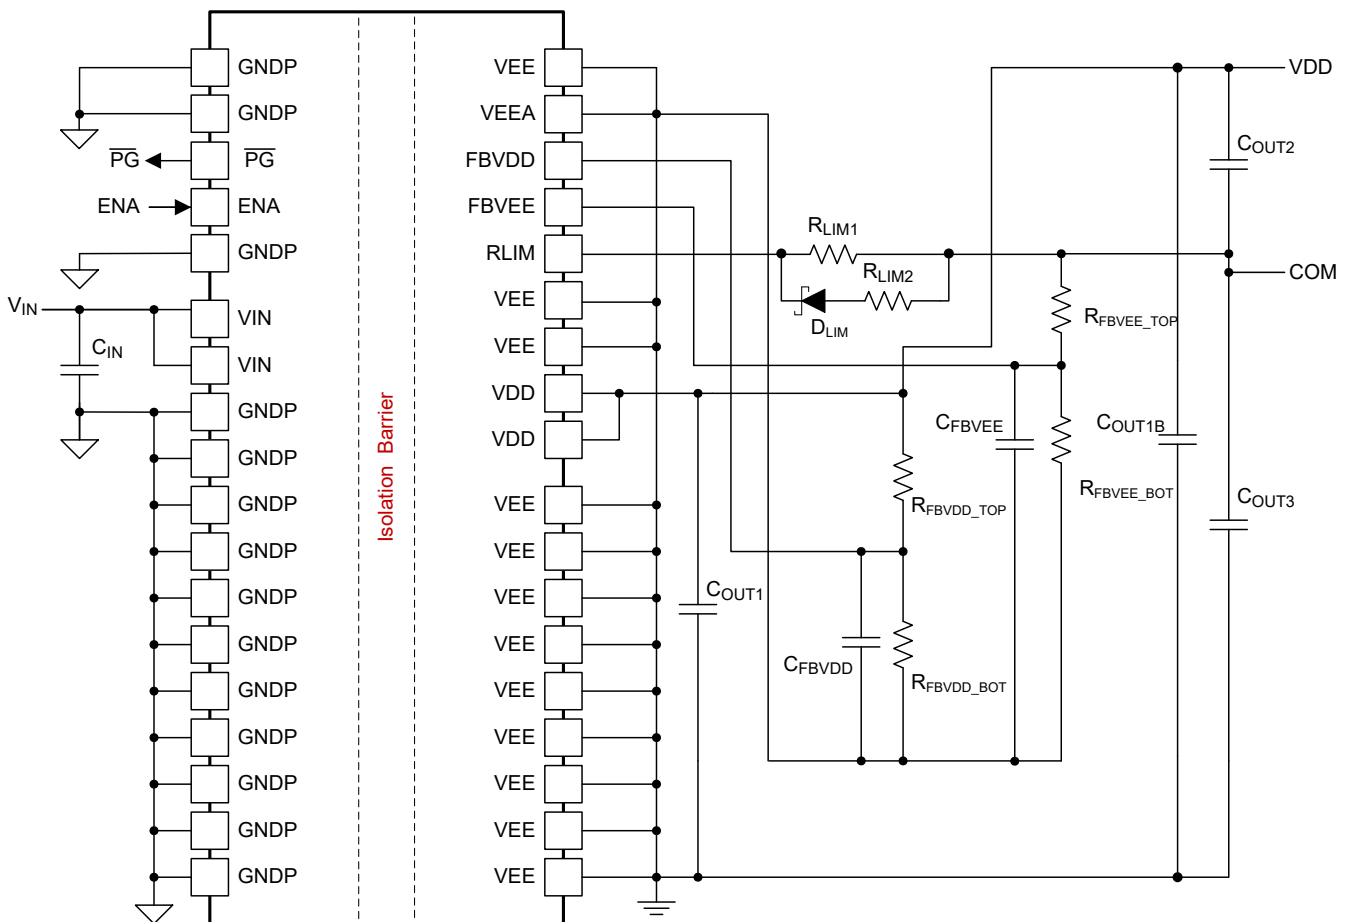 GNDP
GNDP
P̅G̅
P̅G̅
ENA
ENA
GNDP
VIN
VIN
CIN
VIN
GNDP
GNDP
GNDP
GNDP
GNDP
GNDP
GNDP
GNDP
GNDP
GNDP
GNDP
Isolation Barrier
VEE
VEEA
FBVDD
FBVEE
RLIM
VEE
VEE
VDD
VDD
VEE
VEE
VEE
VEE
VEE
VEE
VEE
VEE
VEE
RLIM1
RLIM2
DLIM
VDD
COUT2
COM
RFBVEE_TOP
CFBVEE
COUT1B
RFBVEE_BOT
COUT3
RFBVDD_TOP
COUT1
CFBVDD
RFBVDD_BOT